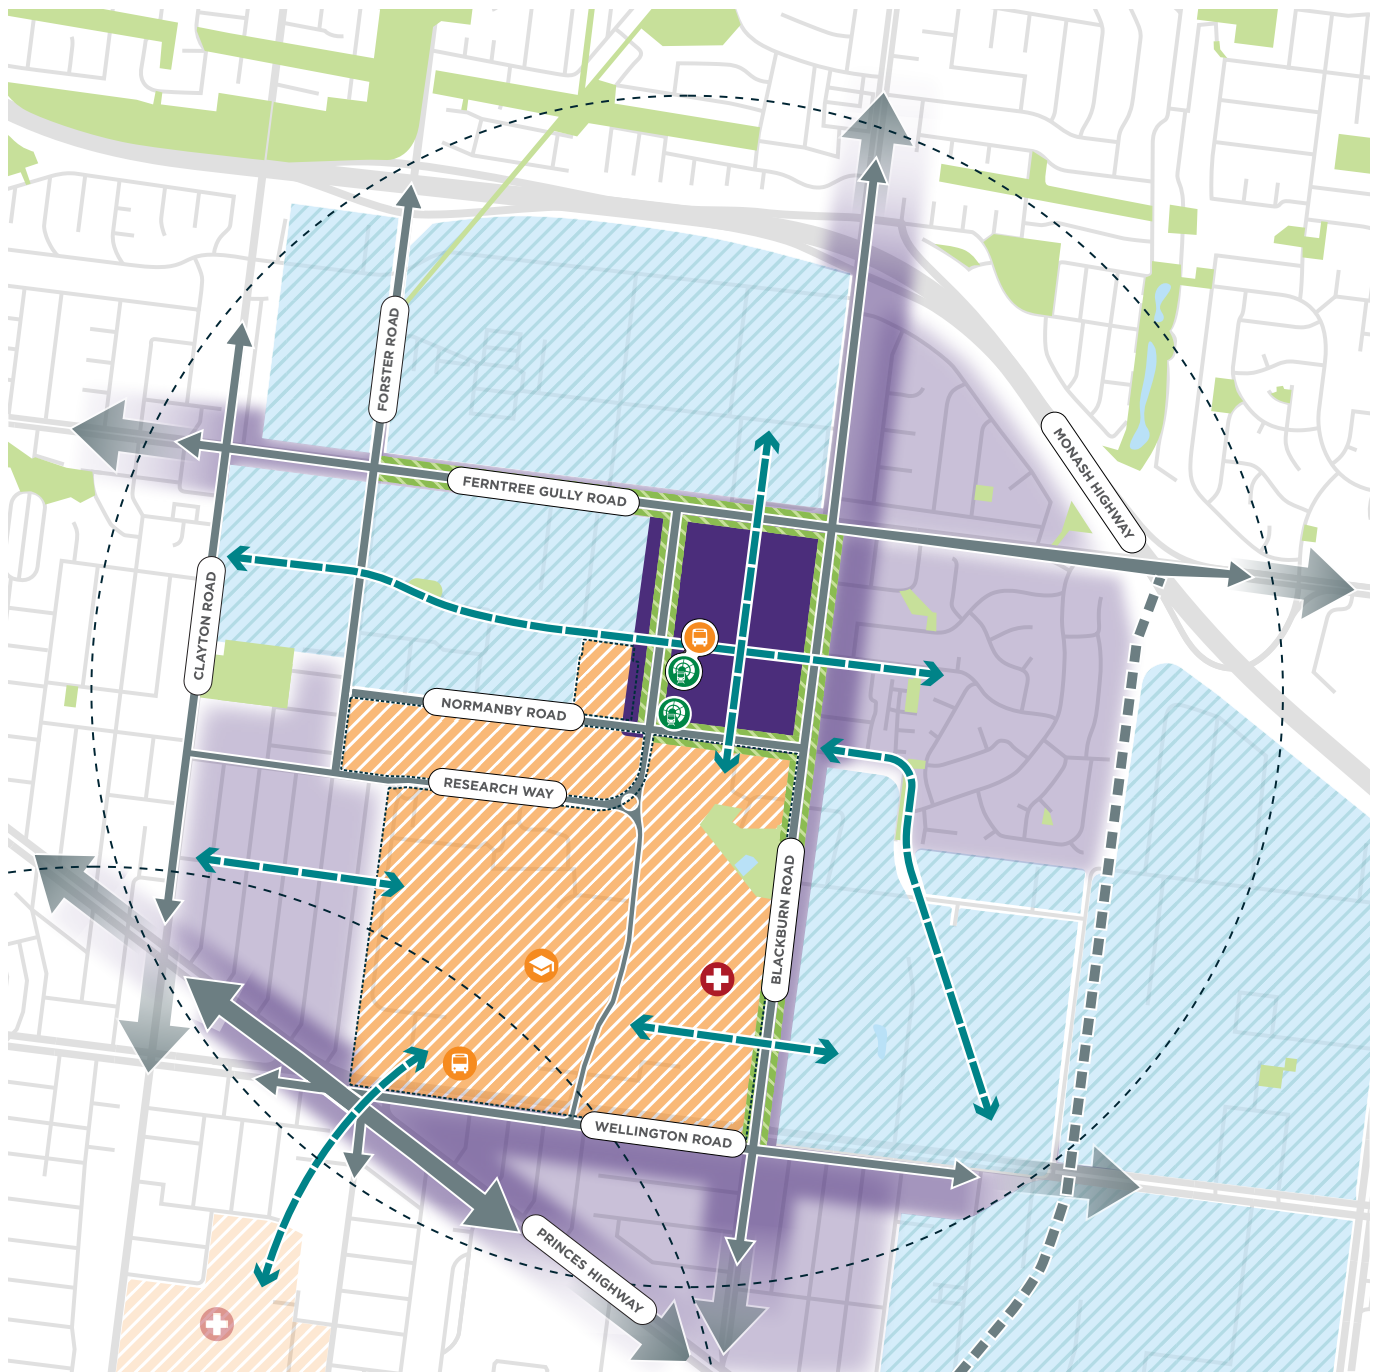 FORSTER ROAD
MONASH HIGHWAY
FERNTREE GULLY ROAD
CLAYTON ROAD
NORMANBY ROAD
RESEARCH WAY
BLACKBURN ROAD
WELLINGTON ROAD
PRINCES HIGHWAY